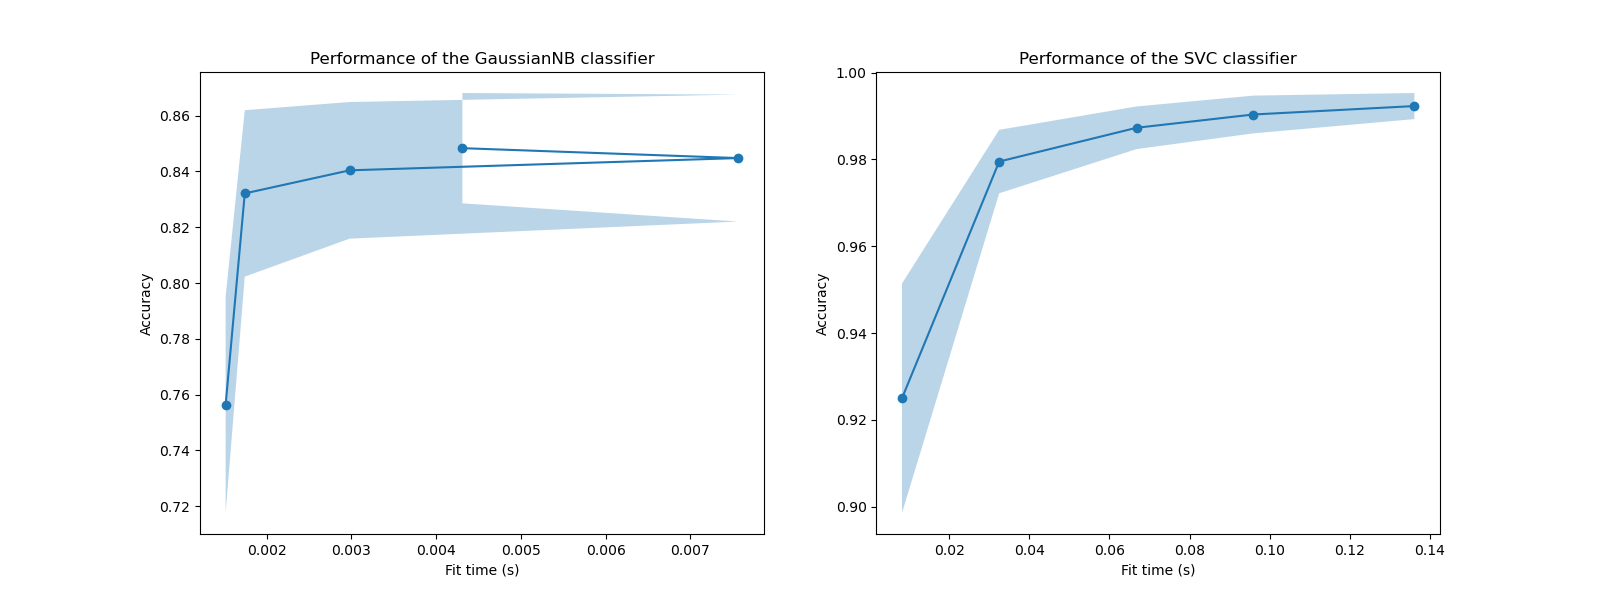 Performance of the GaussianNB classifier
0.86
0.84
0.82
0.80
0.78
0.76
0.74
0.72
Accuracy
0.002 0.003 0.004 0.005 0.006 0.007
Fit time (s)
Performance of the SVC classifier
1.00
0.98
0.96
0.94
0.92
0.90
Accuracy
0.02 0.04 0.06 0.08 0.10 0.12 0.14
Fit time (s)